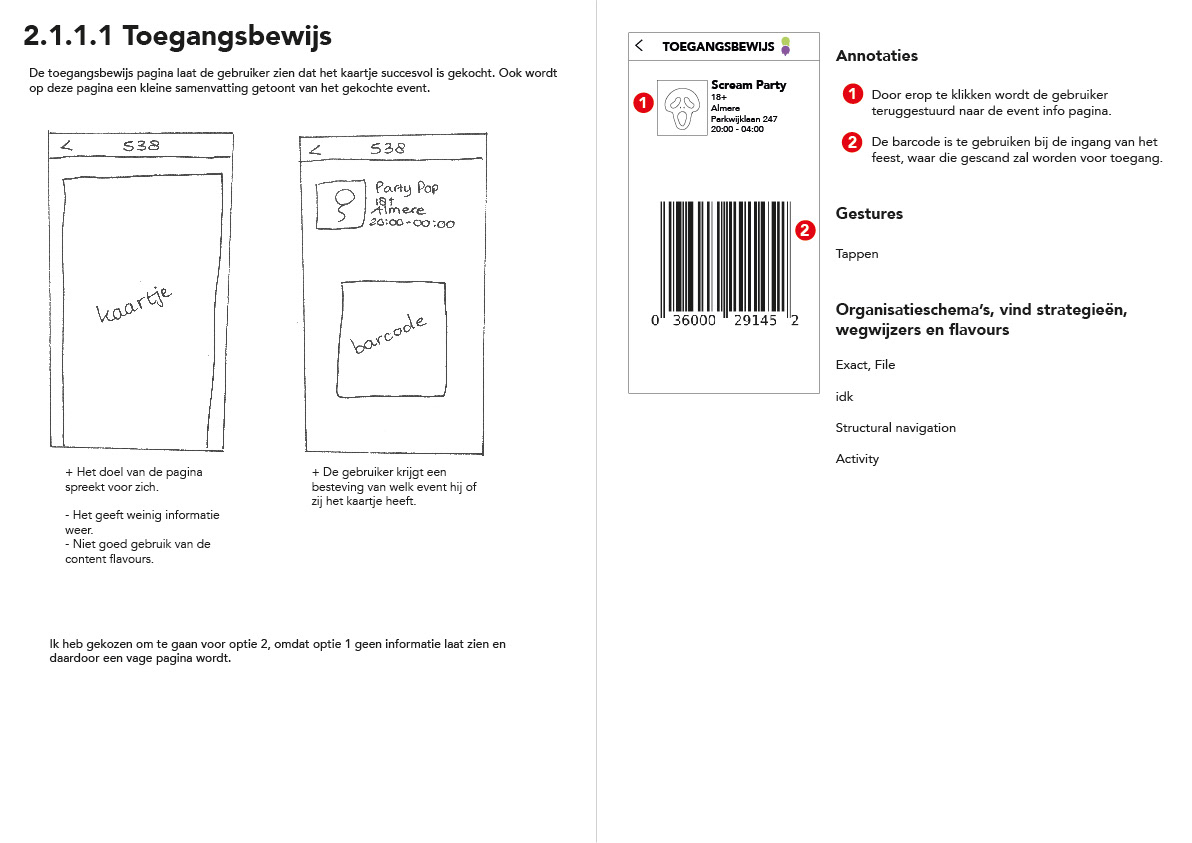 2.1.1.1 Toegangsbewijs
De toegangsbewijs pagina laat de gebruiker zien dat het kaartje succesvol is gekocht. Ook wordt
op deze pagina een kleine samenvatting getoont van het gekochte event.
< 538
kaartje
+ Het doel van de pagina
spreekt voor zich.
- Het geeft weinig informatie
weer.
- Niet goed gebruik van de
content flavours.
< 538
Party Pop
18+
Almere
20:00-00:00
barcode
+ De gebruiker krijgt een
besteving van welk event hij of
zij het kaartje heeft.
Ik heb gekozen om te gaan voor optie 2, omdat optie 1 geen informatie laat zien en
daardoor een vage pagina wordt.
< TOEGANGSBEWIJS
1
Scream Party
18+
Almere
Parkwijklaan 247
20:00 - 04:00
2
0 36000 29145 2
Annotaties
1 Door erop te klikken wordt de gebruiker
teruggestuurd naar de event info pagina.
2 De barcode is te gebruiken bij de ingang van het
feest, waar die gescand zal worden voor toegang.
Gestures
Tappen
Organisatieschema's, vind strategieën,
wegwijzers en flavours
Exact, File
idk
Structural navigation
Activity